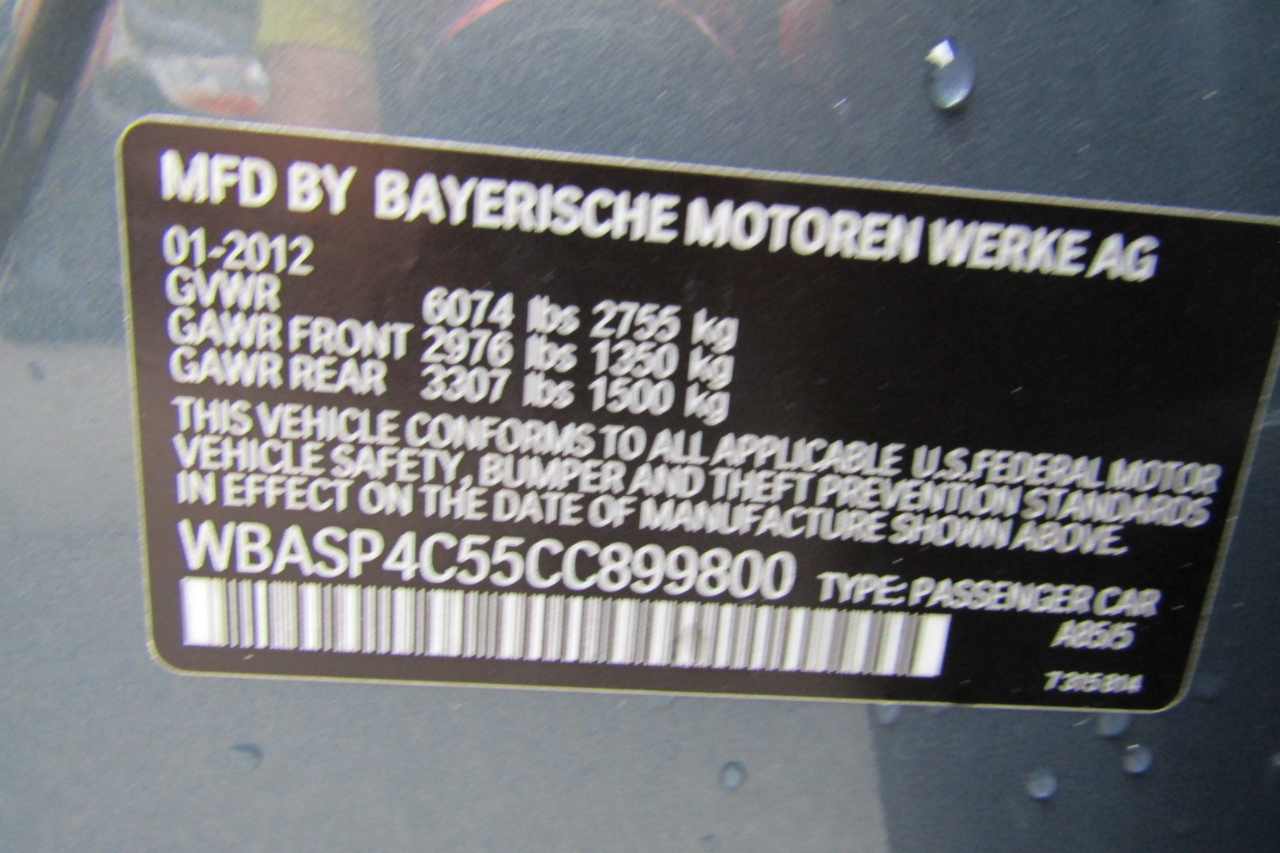 MFD BY BAYERISCHE MOTOREN WERKE AG
01-2012
GVWR 6074 lbs 2755 kg
GAWR FRONT 2976 lbs 1350 kg
GAWR REAR 3307 lbs 1500 kg
THIS VEHICLE CONFORMS TO ALL APPLICABLE U.S.FEDERAL MOTOR
VEHICLE SAFETY, BUMPER AND THEFT PREVENTION STANDARDS
IN EFFECT ON THE DATE OF MANUFACTURE SHOWN ABOVE.
WBASP4C55CC899800 TYPE: PASSENGER CAR
A85/5
7315814